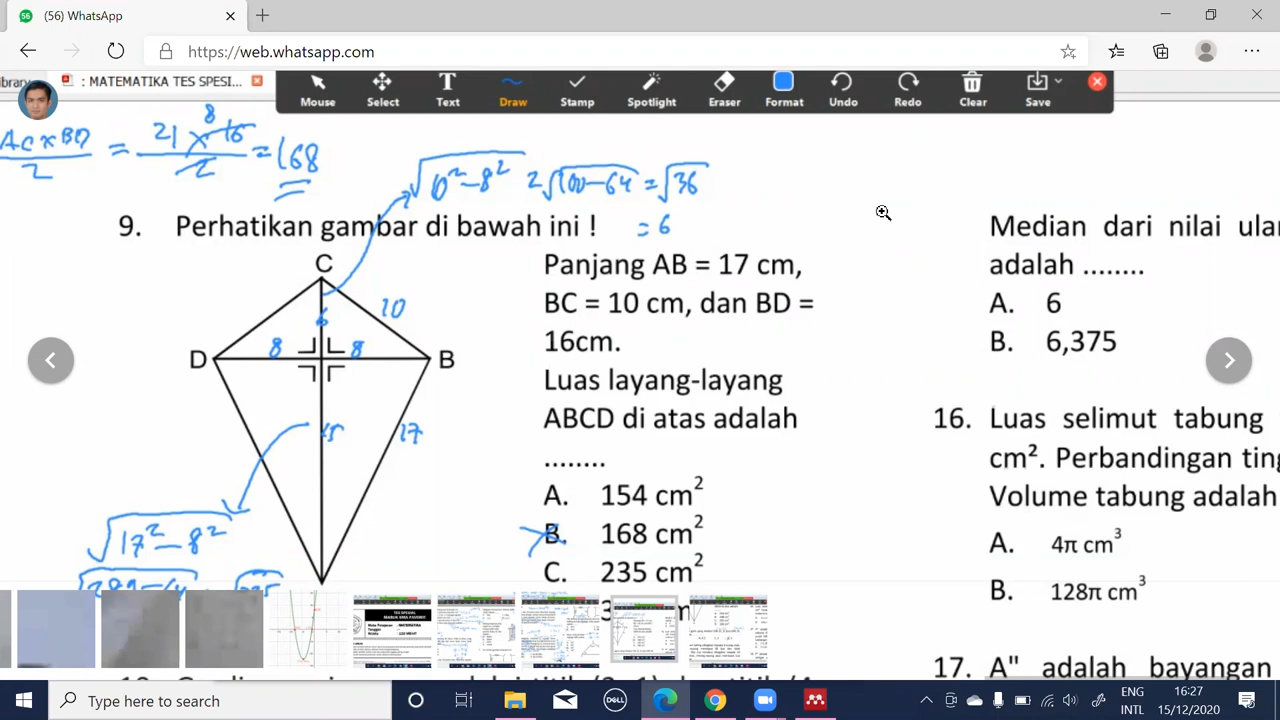 (56) WhatsApp
https://web.whatsapp.com
: MATEMATIKA TES SPESI...
Mouse Select Text Draw Stamp Spotlight Eraser Format Undo Redo Clear Save
AC x BD / 2 = 21 x 16 / 2 = 168
8
√10² - 8² = √100 - 64 = √36
= 6
9. Perhatikan gambar di bawah ini !
C
10
6
8 8
D B
15 17
√17² - 8²
Panjang AB = 17 cm,
BC = 10 cm, dan BD =
16cm.
Luas layang-layang
ABCD di atas adalah
........
A. 154 cm²
B. 168 cm²
C. 235 cm²
Median dari nilai ulan
adalah ........
A. 6
B. 6,375
16. Luas selimut tabung
cm². Perbandingan ting
Volume tabung adalah
A. 4π cm³
B. 128π cm³
17. A" adalah bayangan
Type here to search
DELL
ENG
INTL
16:27
15/12/2020